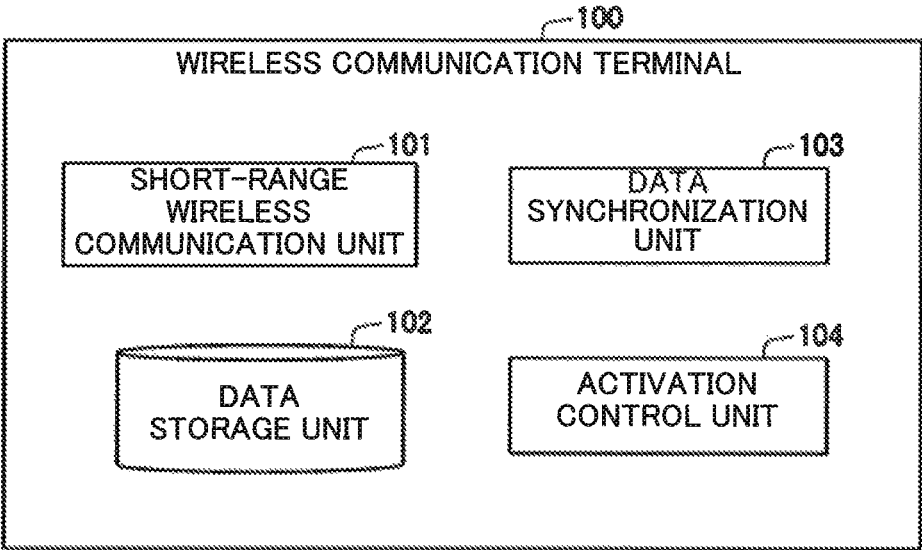 100
WIRELESS COMMUNICATION TERMINAL
101
SHORT-RANGE
WIRELESS
COMMUNICATION UNIT
103
DATA
SYNCHRONIZATION
UNIT
102
DATA
STORAGE UNIT
104
ACTIVATION
CONTROL UNIT